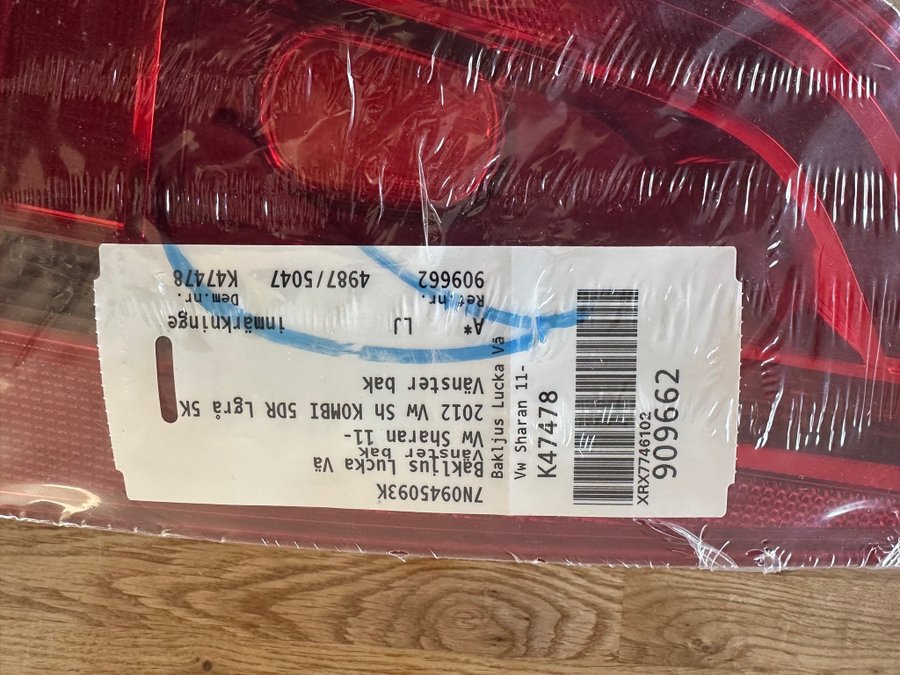 7N0945093K
Bakljus Lucka Vä
Vänster bak
Vw Sharan 11-
2012 Vw Sh KOMBI 5DR Lgrå 5K
Vänster bak
A* LJ inmärkninge
Ref.nr. Dem.nr.
909662 4987/5047 K47478
Bakljus Lucka Vä
Vw Sharan 11-
K47478
XRX7746102
909662